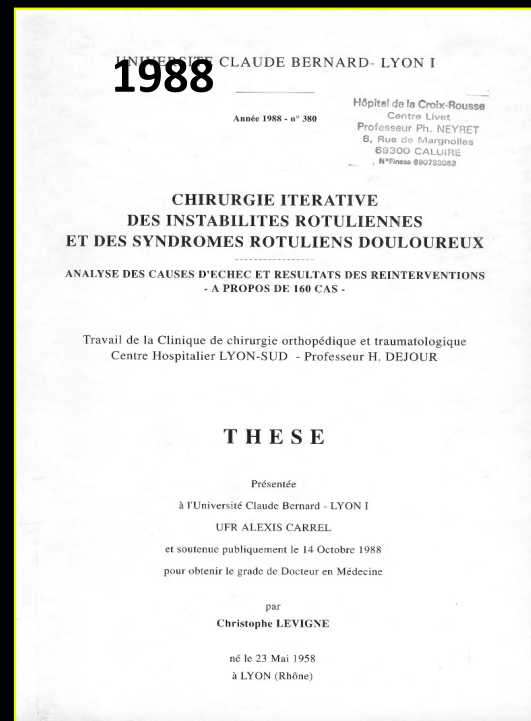 1988
UNIVERSITE CLAUDE BERNARD- LYON I
Année 1988 - n° 380
Hôpital de la Croix-Rousse
Centre Livet
Professeur Ph. NEYRET
8, Rue de Margnolles
69300 CALUIRE
N°Finess 690783063
CHIRURGIE ITERATIVE
DES INSTABILITES ROTULIENNES
ET DES SYNDROMES ROTULIENS DOULOUREUX
ANALYSE DES CAUSES D'ECHEC ET RESULTATS DES REINTERVENTIONS
- A PROPOS DE 160 CAS -
Travail de la Clinique de chirurgie orthopédique et traumatologique
Centre Hospitalier LYON-SUD - Professeur H. DEJOUR
THESE
Présentée
à l'Université Claude Bernard - LYON I
UFR ALEXIS CARREL
et soutenue publiquement le 14 Octobre 1988
pour obtenir le grade de Docteur en Médecine
par
Christophe LEVIGNE
né le 23 Mai 1958
à LYON (Rhône)